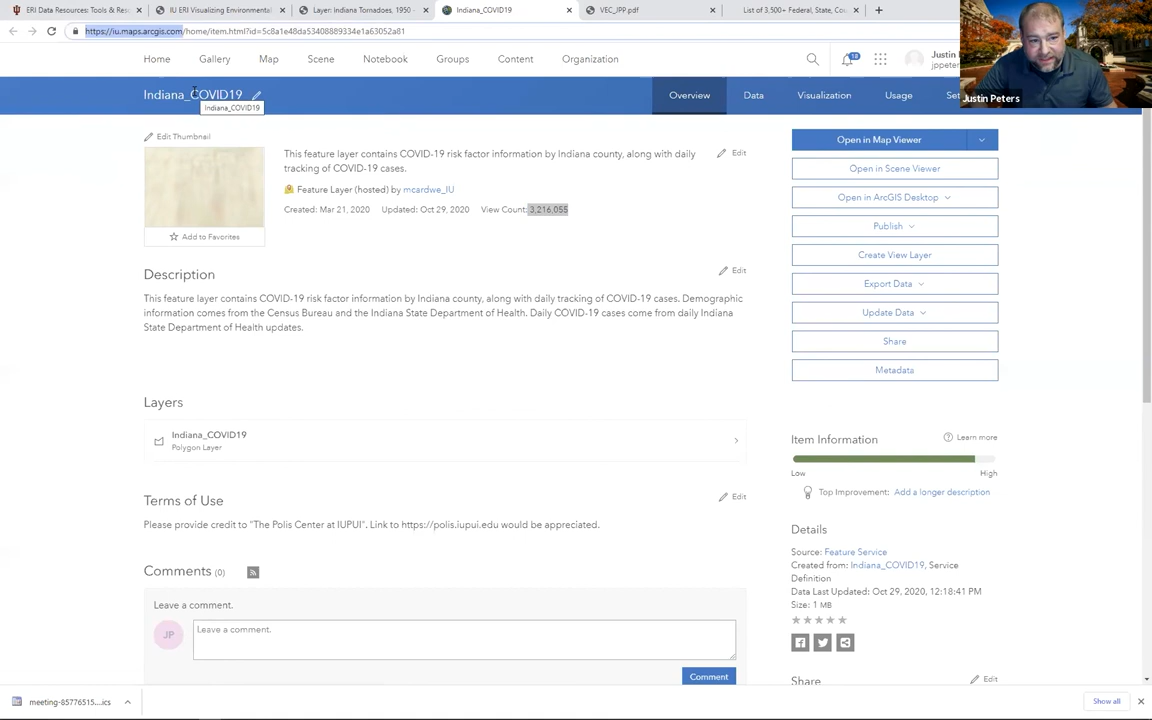 ERI Data Resources: Tools & Res
IU ERI Visualizing Environmental
Layer: Indiana Tornadoes, 1950 -
Indiana_COVID19
VEC_JPP.pdf
List of 3,500+ Federal, State, Cou
https://iu.maps.arcgis.com/home/item.html?id=5c8a1e48da53408889334e1a63052a81
Home Gallery Map Scene Notebook Groups Content Organization
Justin
jppeter
Justin Peters
Indiana_COVID19
Indiana_COVID19
Overview Data Visualization Usage Set
Edit Thumbnail
This feature layer contains COVID-19 risk factor information by Indiana county, along with daily
tracking of COVID-19 cases.
Edit
Feature Layer (hosted) by mcardwe_IU
Created: Mar 21, 2020 Updated: Oct 29, 2020 View Count: 3,216,055
Add to Favorites
Open in Map Viewer
Open in Scene Viewer
Open in ArcGIS Desktop
Publish
Create View Layer
Export Data
Update Data
Share
Metadata
Description
Edit
This feature layer contains COVID-19 risk factor information by Indiana county, along with daily tracking of COVID-19 cases. Demographic
information comes from the Census Bureau and the Indiana State Department of Health. Daily COVID-19 cases come from daily Indiana
State Department of Health updates.
Layers
Indiana_COVID19
Polygon Layer
Item Information
Learn more
Low High
Top Improvement: Add a longer description
Terms of Use
Edit
Please provide credit to "The Polis Center at IUPUI". Link to https://polis.iupui.edu would be appreciated.
Details
Source: Feature Service
Created from: Indiana_COVID19, Service
Definition
Data Last Updated: Oct 29, 2020, 12:18:41 PM
Size: 1 MB
Comments (0)
Leave a comment.
JP
Leave a comment.
Comment
Share
Edit
meeting-85776515....ics
Show all